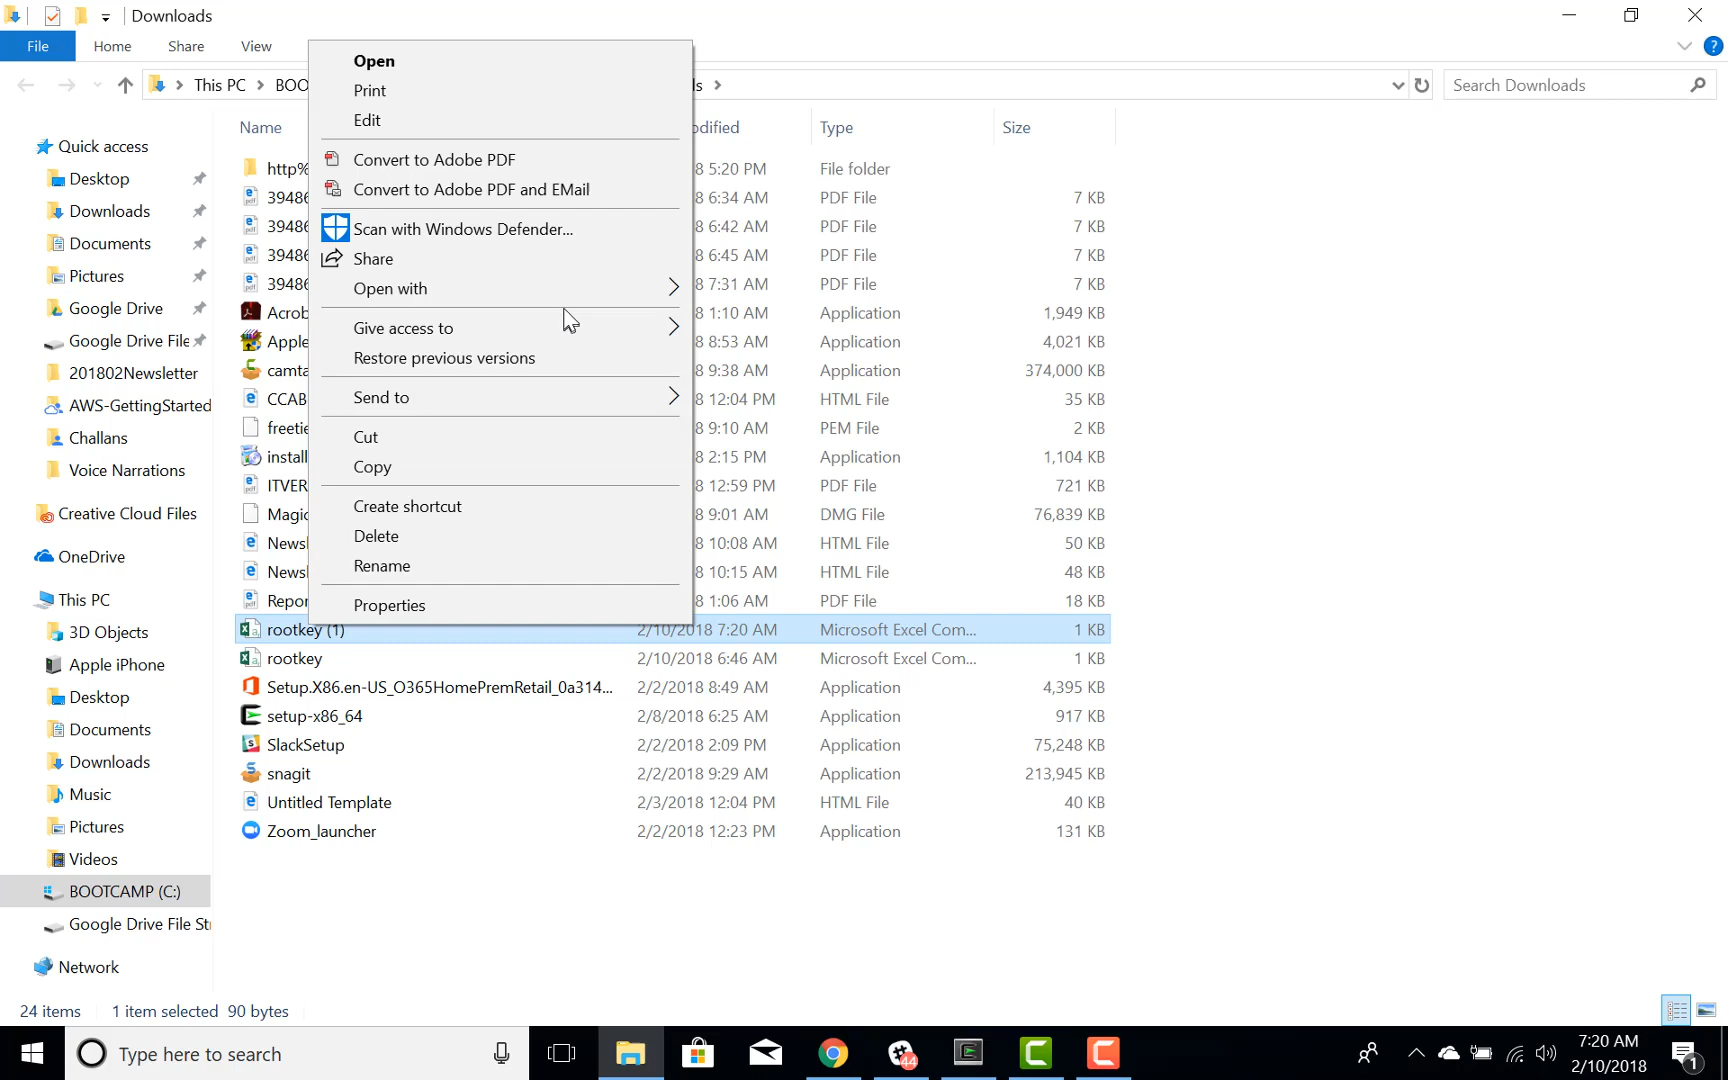 Downloads
File Home Share View
This PC BOO ls Search Downloads
Open
Print
Edit
Convert to Adobe PDF
Convert to Adobe PDF and EMail
Scan with Windows Defender...
Share
Open with
Give access to
Restore previous versions
Send to
Cut
Copy
Create shortcut
Delete
Rename
Properties
Quick access
Desktop
Downloads
Documents
Pictures
Google Drive
Google Drive File
201802Newsletter
AWS-GettingStarted
Challans
Voice Narrations
Creative Cloud Files
OneDrive
This PC
3D Objects
Apple iPhone
Desktop
Documents
Downloads
Music
Pictures
Videos
BOOTCAMP (C:)
Google Drive File Str
Network
Name odified Type Size
http% 8 5:20 PM File folder
39486 8 6:34 AM PDF File 7 KB
39486 8 6:42 AM PDF File 7 KB
39486 8 6:45 AM PDF File 7 KB
39486 8 7:31 AM PDF File 7 KB
Acrob 8 1:10 AM Application 1,949 KB
Apple 8 8:53 AM Application 4,021 KB
camta 8 9:38 AM Application 374,000 KB
CCAB 8 12:04 PM HTML File 35 KB
freetie 8 9:10 AM PEM File 2 KB
install 8 2:15 PM Application 1,104 KB
ITVER 8 12:59 PM PDF File 721 KB
Magic 8 9:01 AM DMG File 76,839 KB
Newsl 8 10:08 AM HTML File 50 KB
Newsl 8 10:15 AM HTML File 48 KB
Repor 8 1:06 AM PDF File 18 KB
rootkey (1) 2/10/2018 7:20 AM Microsoft Excel Com... 1 KB
rootkey 2/10/2018 6:46 AM Microsoft Excel Com... 1 KB
Setup.X86.en-US_O365HomePremRetail_0a314... 2/2/2018 8:49 AM Application 4,395 KB
setup-x86_64 2/8/2018 6:25 AM Application 917 KB
SlackSetup 2/2/2018 2:09 PM Application 75,248 KB
snagit 2/2/2018 9:29 AM Application 213,945 KB
Untitled Template 2/3/2018 12:04 PM HTML File 40 KB
Zoom_launcher 2/2/2018 12:23 PM Application 131 KB
24 items 1 item selected 90 bytes
Type here to search
44
7:20 AM
2/10/2018
1